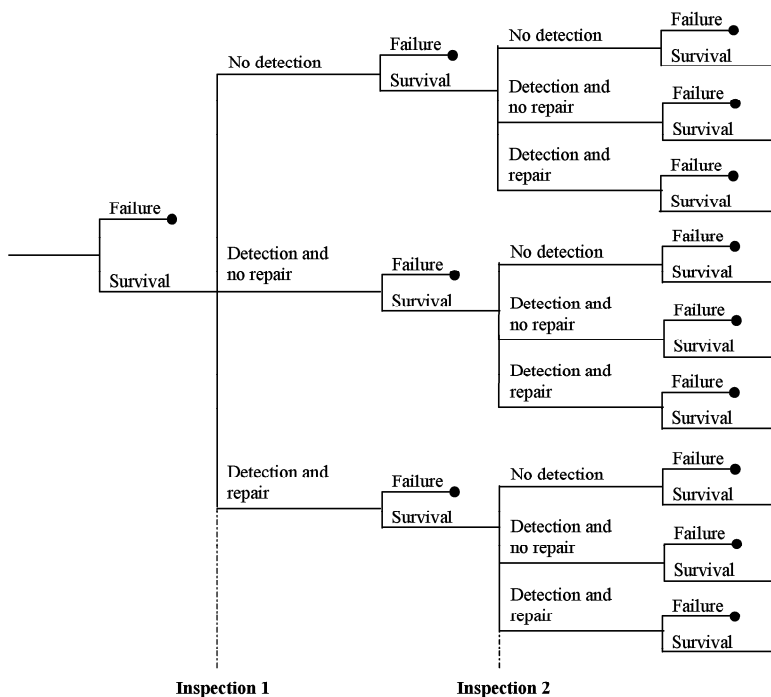 Failure
No detection
Failure
No detection
Survival
Survival
Detection and
no repair
Failure
Survival
Detection and
repair
Failure
Survival
Failure
Survival
Detection and
no repair
Failure
Survival
No detection
Failure
Survival
Detection and
no repair
Failure
Survival
Detection and
repair
Failure
Survival
Detection and
repair
Failure
Survival
No detection
Failure
Survival
Detection and
no repair
Failure
Survival
Detection and
repair
Failure
Survival
Inspection 1
Inspection 2